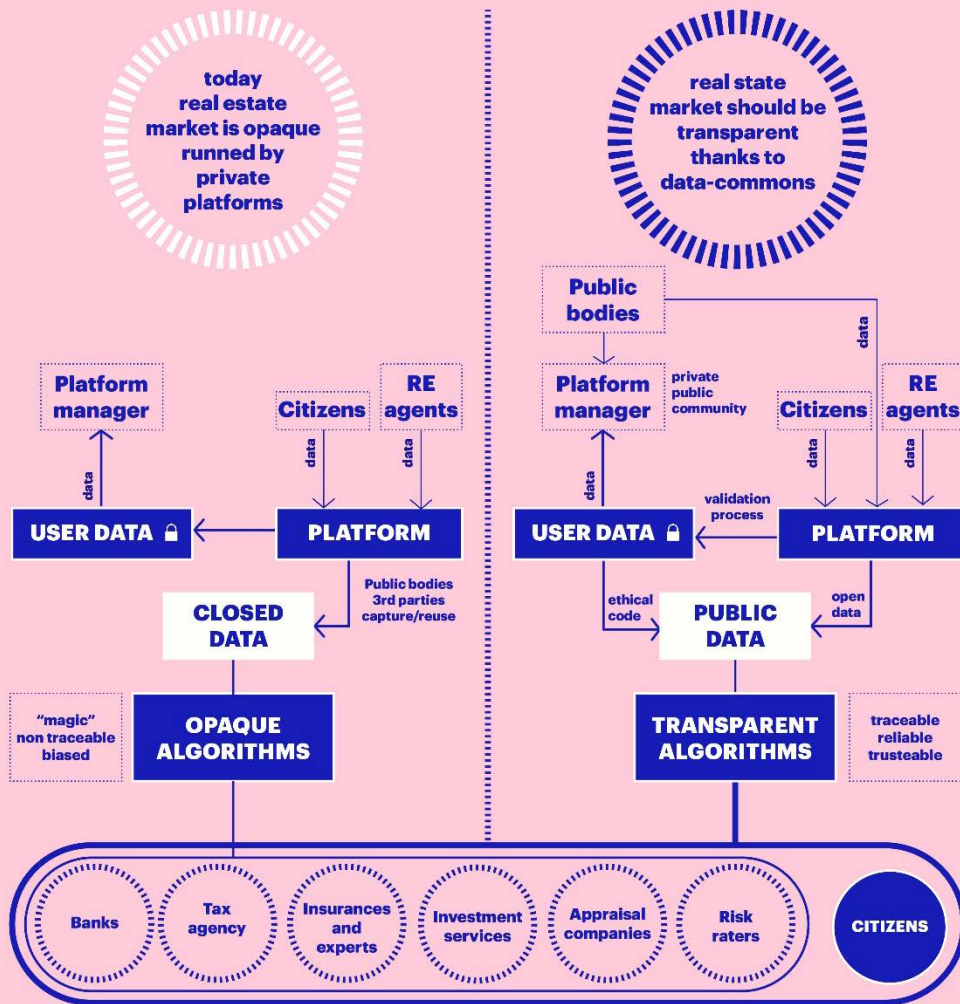 today
real estate
market is opaque
runned by
private
platforms
Platform
manager
Citizens
RE
agents
data
data
data
USER DATA
PLATFORM
Public bodies
3rd parties
capture/reuse
CLOSED
DATA
“magic”
non traceable
biased
OPAQUE
ALGORITHMS
real state
market should be
transparent
thanks to
data-commons
Public
bodies
data
Platform
manager
private
public
community
Citizens
RE
agents
data
data
data
validation
process
USER DATA
PLATFORM
ethical
code
PUBLIC
DATA
open
data
TRANSPARENT
ALGORITHMS
traceable
reliable
trusteable
Banks
Tax
agency
Insurances
and
experts
Investment
services
Appraisal
companies
Risk
raters
CITIZENS